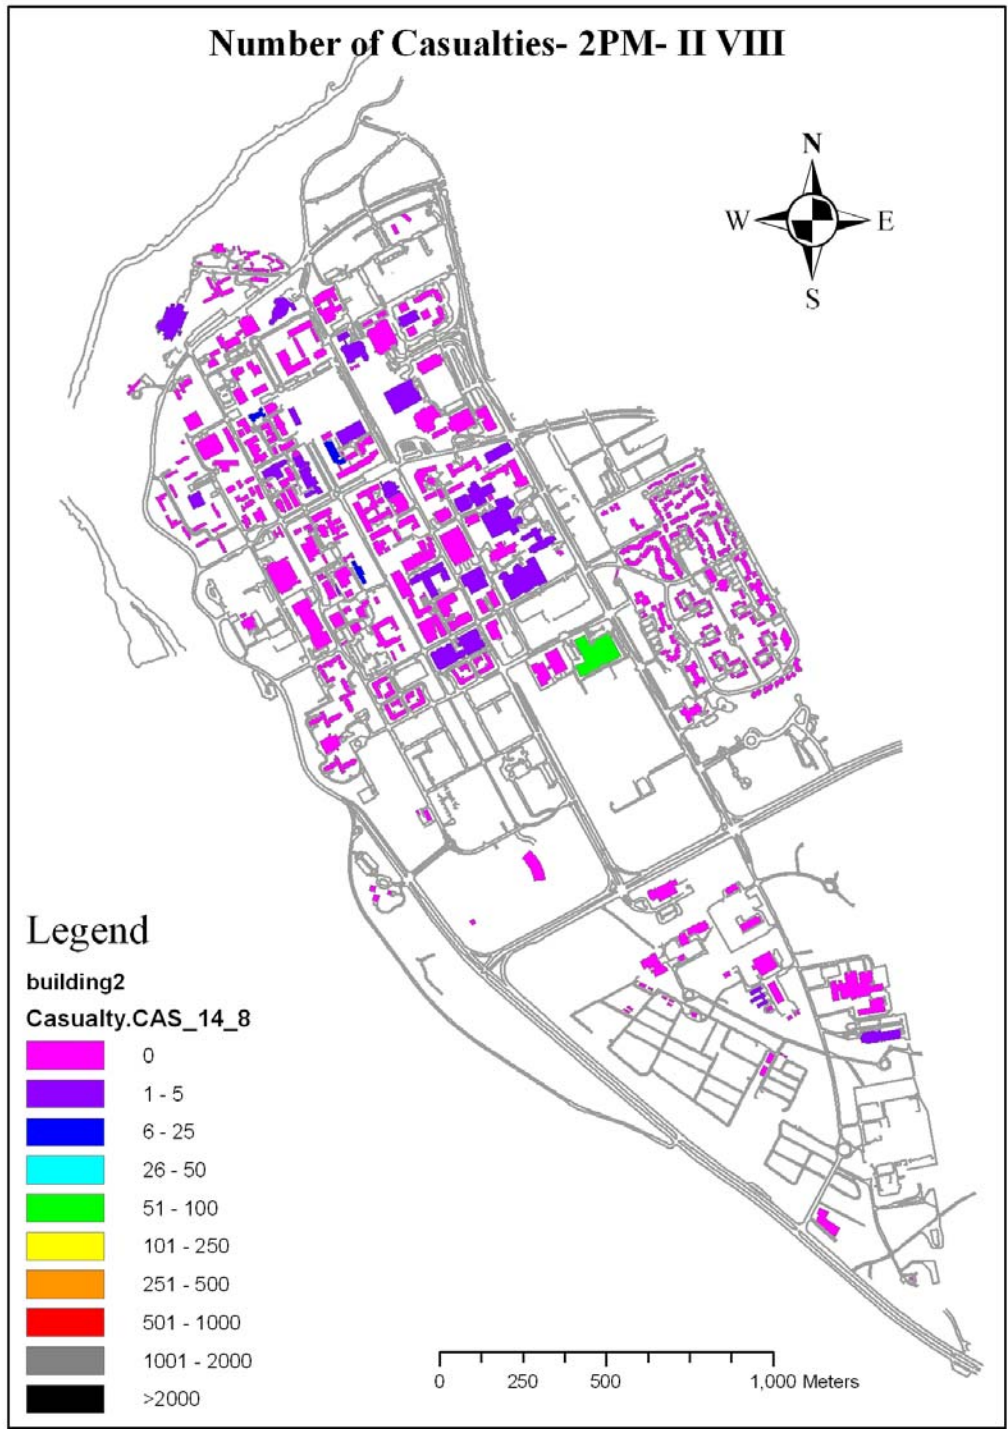 Number of Casualties- 2PM- II VIII
N
W E
S
Legend
building2
Casualty.CAS_14_8
0
1 - 5
6 - 25
26 - 50
51 - 100
101 - 250
251 - 500
501 - 1000
1001 - 2000
>2000
0 250 500 1,000 Meters